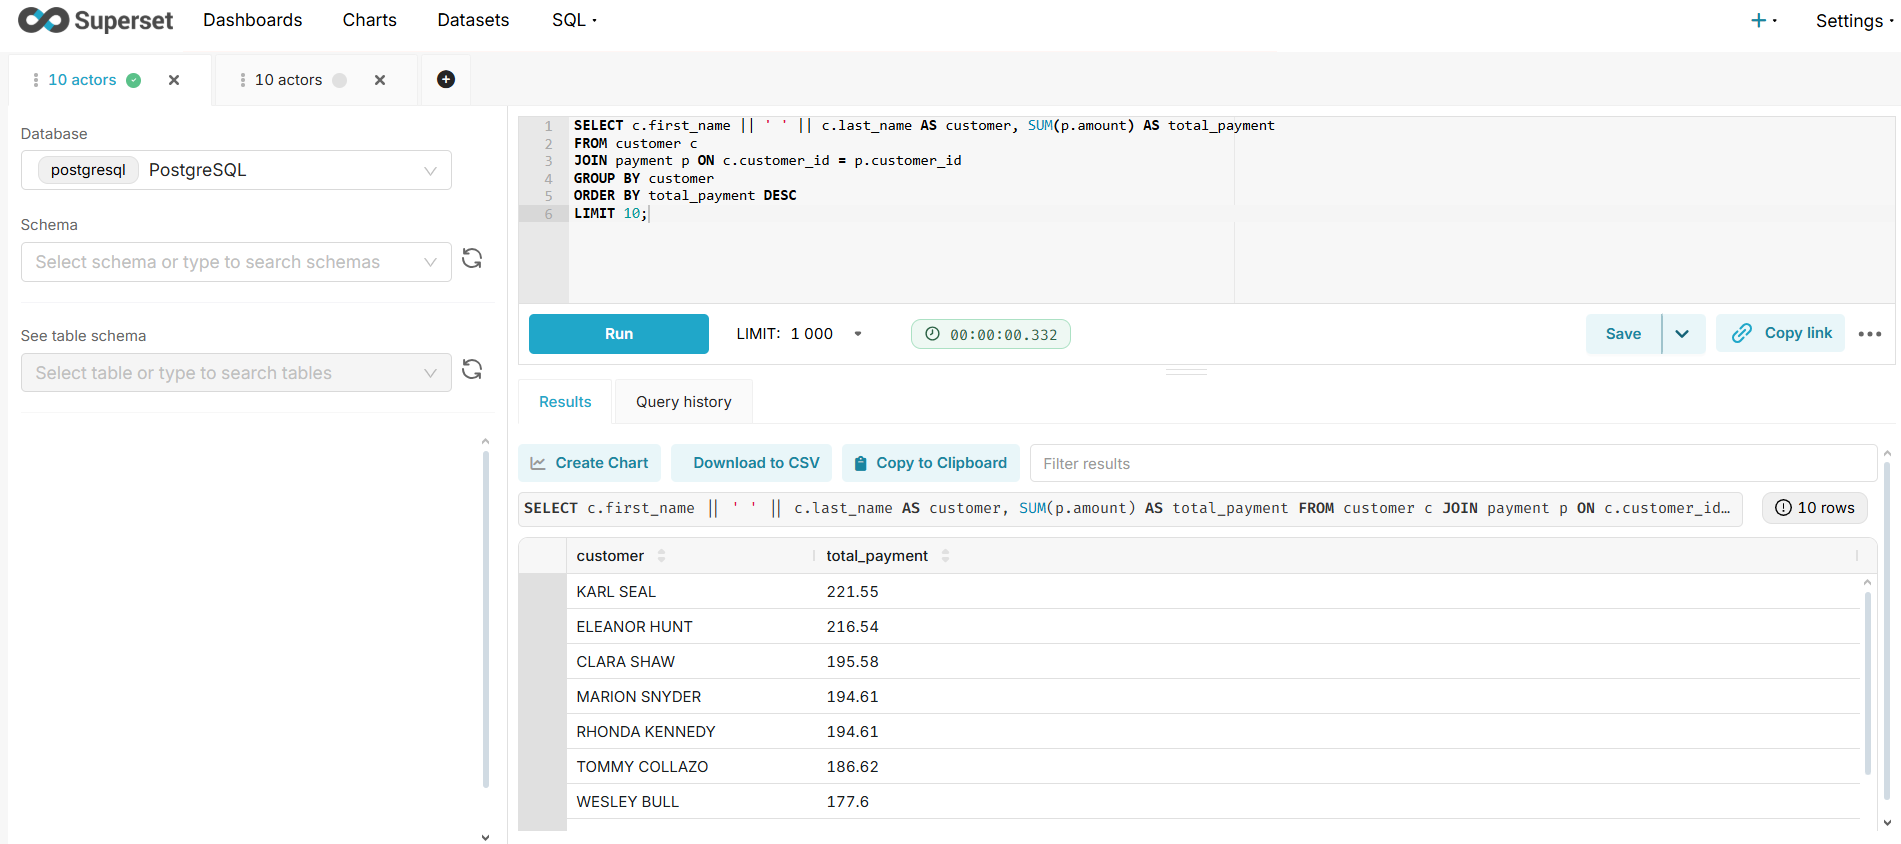 Superset Dashboards Charts Datasets SQL Settings
10 actors 10 actors
Database
postgresql PostgreSQL
Schema
Select schema or type to search schemas
See table schema
Select table or type to search tables
1 SELECT c.first_name || ' ' || c.last_name AS customer, SUM(p.amount) AS total_payment
2 FROM customer c
3 JOIN payment p ON c.customer_id = p.customer_id
4 GROUP BY customer
5 ORDER BY total_payment DESC
6 LIMIT 10;
Run LIMIT: 1 000 00:00:00.332 Save Copy link
Results Query history
Create Chart Download to CSV Copy to Clipboard Filter results
SELECT c.first_name || ' ' || c.last_name AS customer, SUM(p.amount) AS total_payment FROM customer c JOIN payment p ON c.customer_id… 10 rows
customer total_payment
KARL SEAL 221.55
ELEANOR HUNT 216.54
CLARA SHAW 195.58
MARION SNYDER 194.61
RHONDA KENNEDY 194.61
TOMMY COLLAZO 186.62
WESLEY BULL 177.6